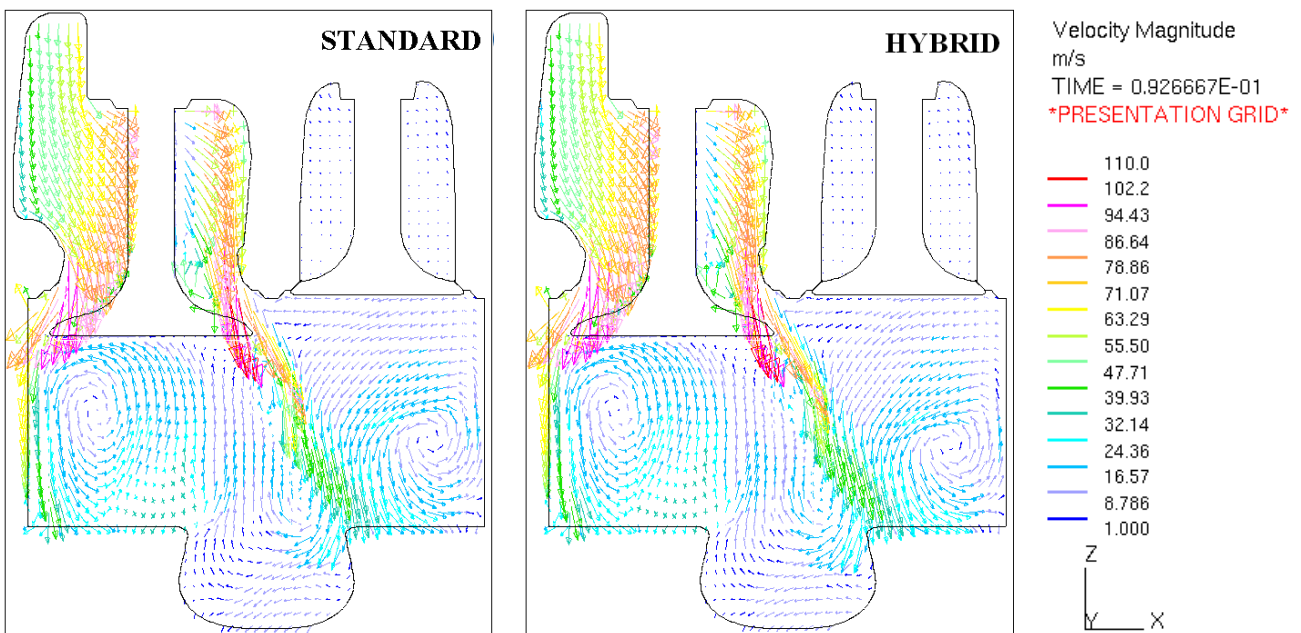 STANDARD
HYBRID
Velocity Magnitude
m/s
TIME = 0.926667E-01
*PRESENTATION GRID*
110.0
102.2
94.43
86.64
78.86
71.07
63.29
55.50
47.71
39.93
32.14
24.36
16.57
8.786
1.000
Z
Y X